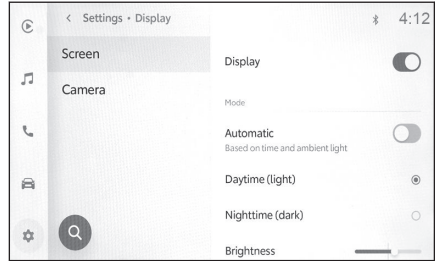 Settings • Display
4:12
Screen
Camera
Display
Mode
Automatic
Based on time and ambient light
Daytime (light)
Nighttime (dark)
Brightness